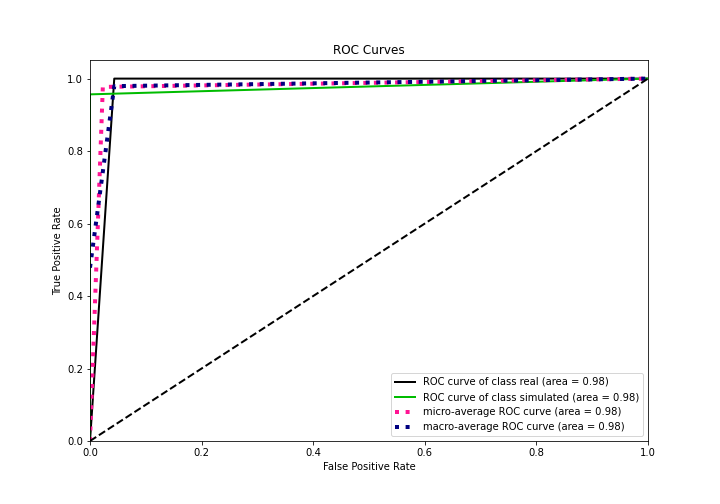 ROC Curves
1.0
0.8
0.6
0.4
0.2
0.0
True Positive Rate
0.0 0.2 0.4 0.6 0.8 1.0
False Positive Rate
ROC curve of class real (area = 0.98)
ROC curve of class simulated (area = 0.98)
micro-average ROC curve (area = 0.98)
macro-average ROC curve (area = 0.98)